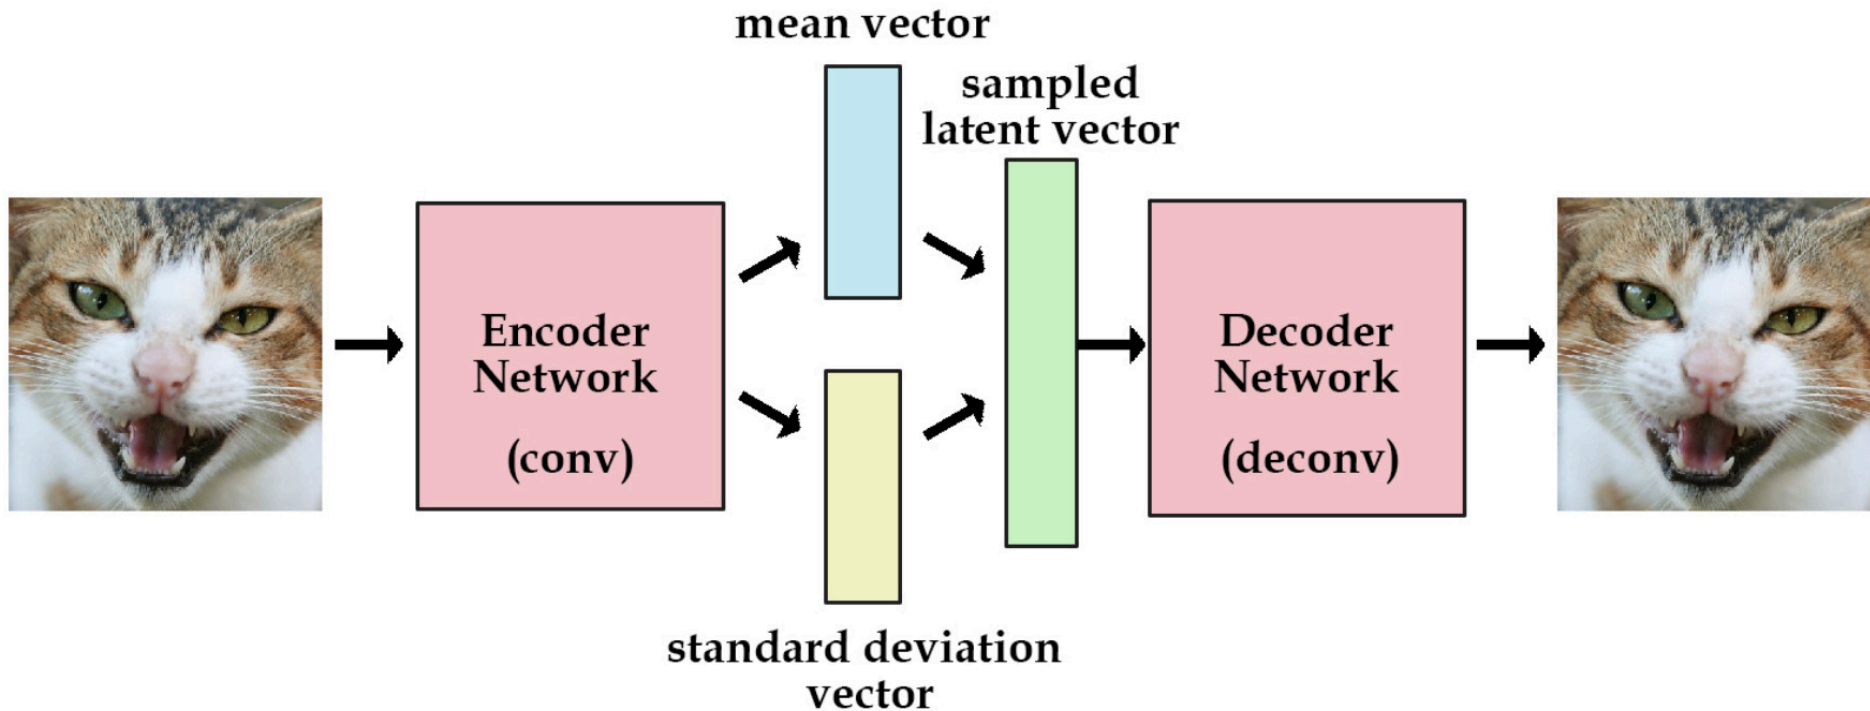 mean vector
sampled
latent vector
Encoder
Network
(conv)
Decoder
Network
(deconv)
standard deviation
vector